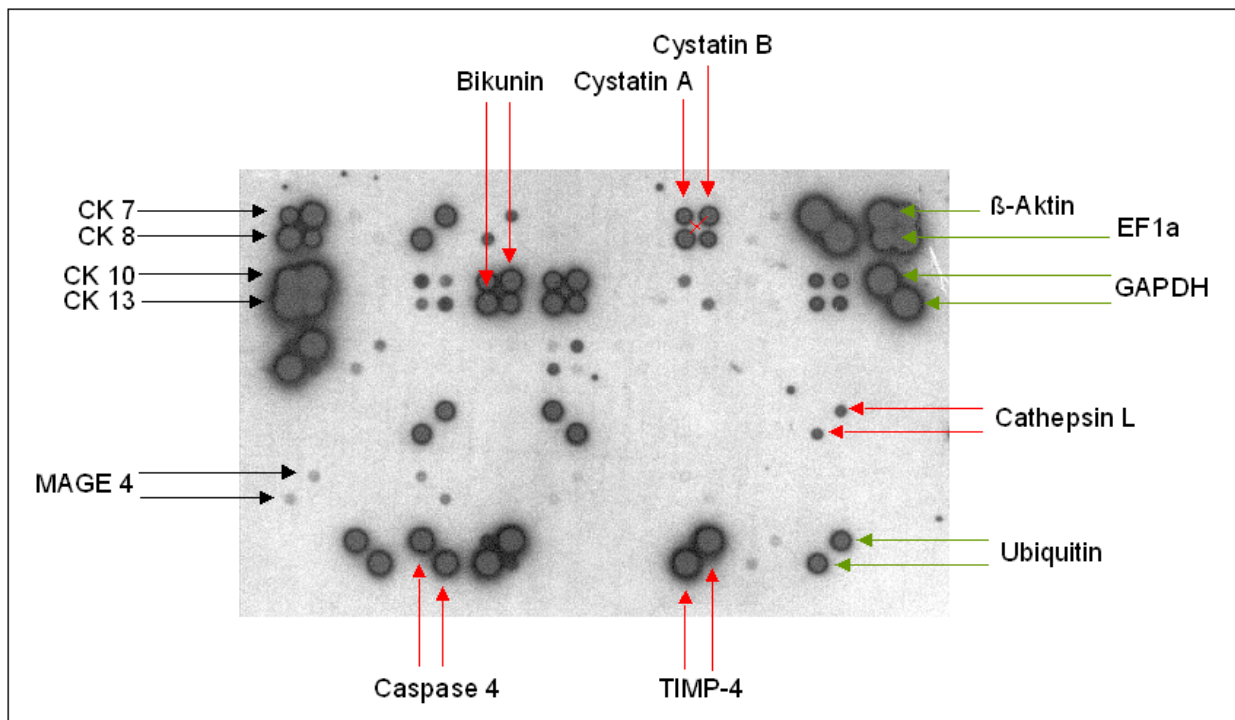 Cystatin B
Bikunin
Cystatin A
CK 7
CK 8
CK 10
CK 13
ß-Aktin
EF1a
GAPDH
Cathepsin L
MAGE 4
Ubiquitin
Caspase 4
TIMP-4